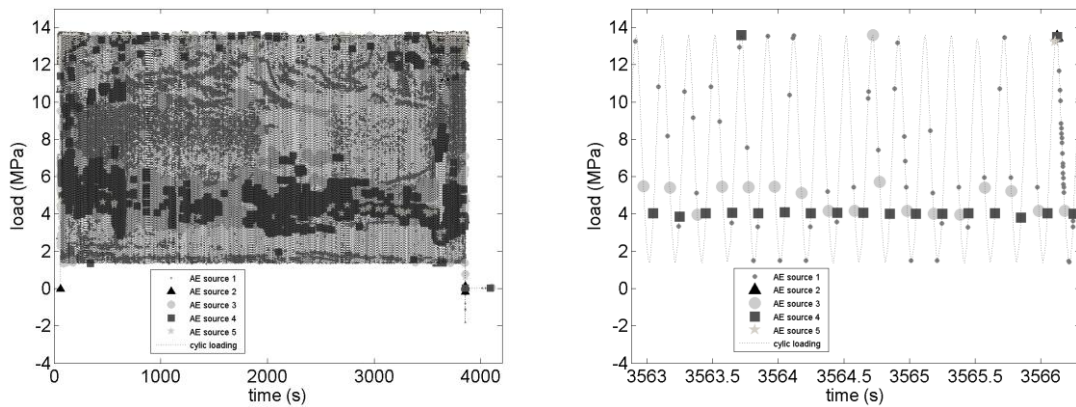 14
12
10
8
6
4
2
0
-2
-4
load (MPa)
0 1000 2000 3000 4000
time (s)
AE source 1
AE source 2
AE source 3
AE source 4
AE source 5
cylic loading
14
12
10
8
6
4
2
0
-2
-4
load (MPa)
3563 3563.5 3564 3564.5 3565 3565.5 3566
time (s)
AE source 1
AE source 2
AE source 3
AE source 4
AE source 5
cyclic loading